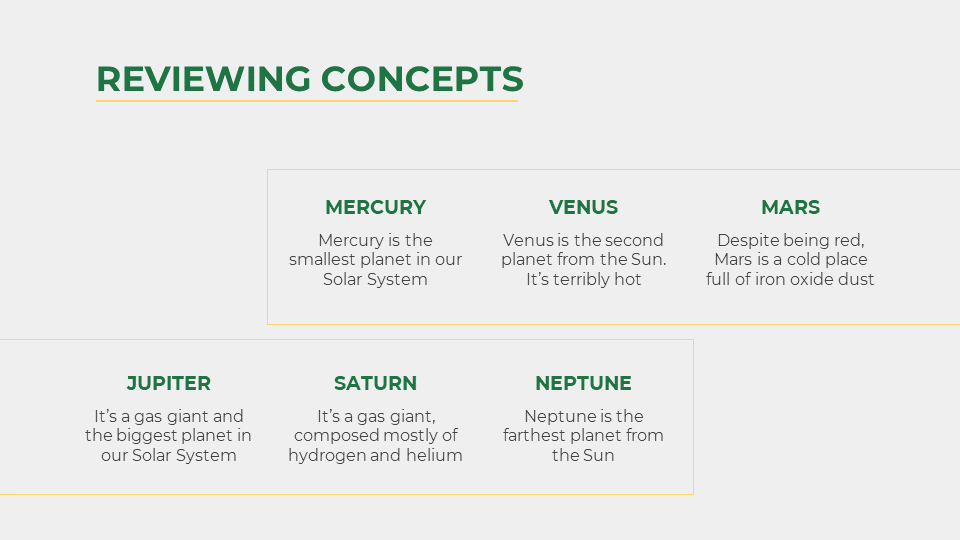 REVIEWING CONCEPTS
MERCURY
Mercury is the
smallest planet in our
Solar System
VENUS
Venus is the second
planet from the Sun.
It’s terribly hot
MARS
Despite being red,
Mars is a cold place
full of iron oxide dust
JUPITER
It’s a gas giant and
the biggest planet in
our Solar System
SATURN
It’s a gas giant,
composed mostly of
hydrogen and helium
NEPTUNE
Neptune is the
farthest planet from
the Sun